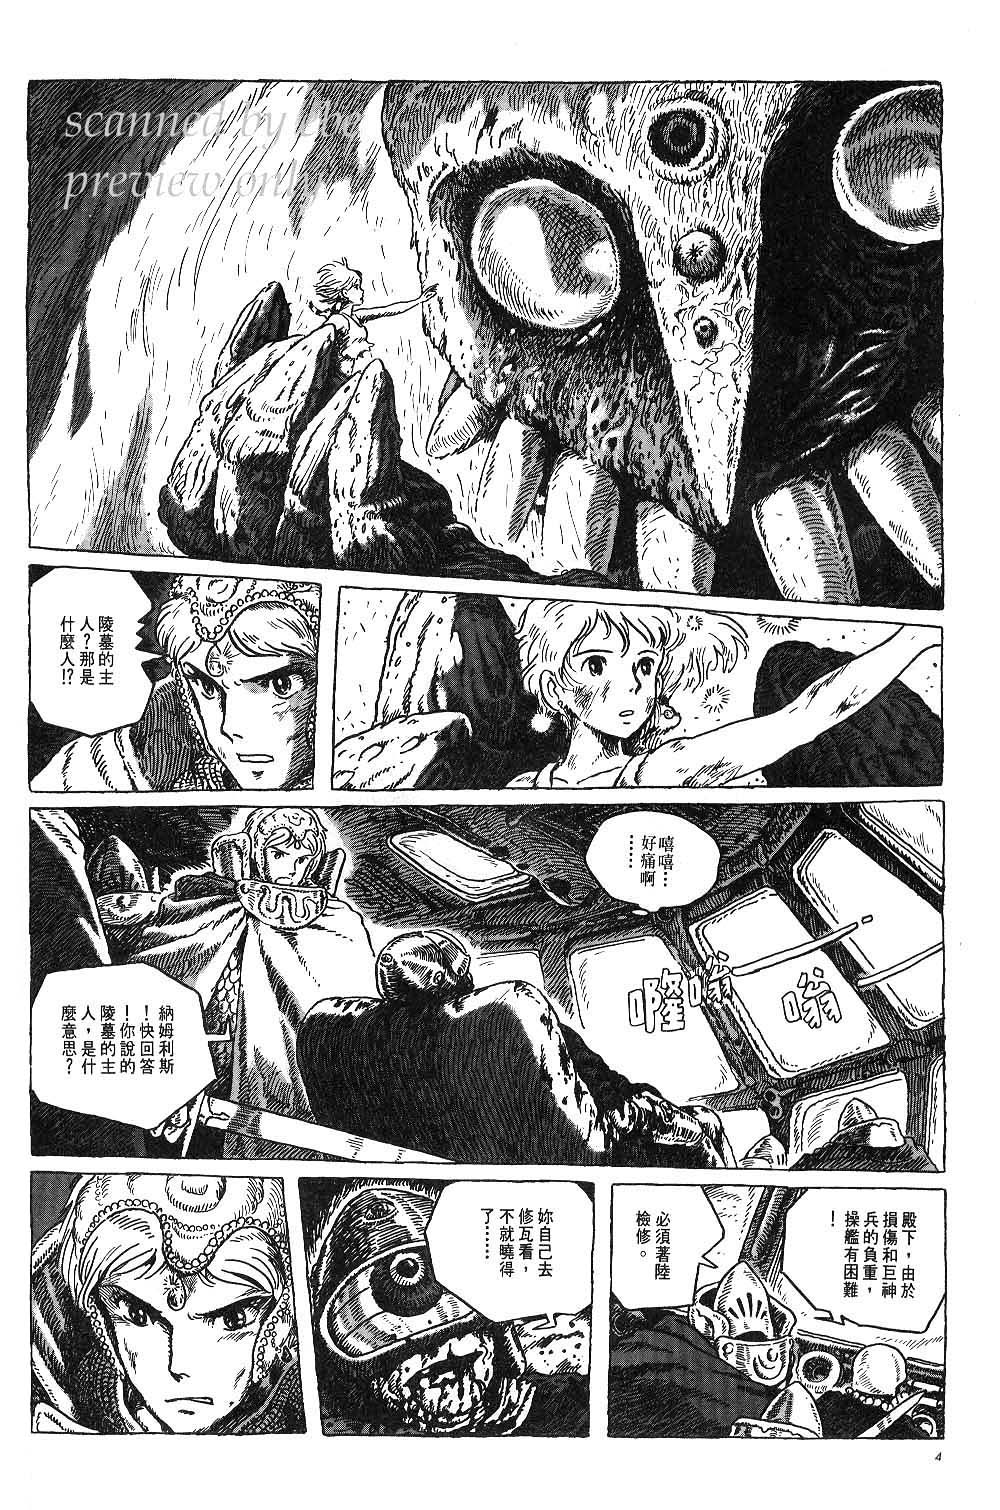 scanned by ebe
preview only
陵墓的主
人？那是
什麼人!?
嘻嘻…
好痛啊
……
嗡
嗡
隆
納姆利斯
！快回答
！你說的
陵墓的主
人，是什
麼意思？
殿下，由於
損傷和巨神
兵的負重，
操艦有困難
！
必須著陸
檢修。
妳自己去
修瓦看，
不就曉得
了……
4